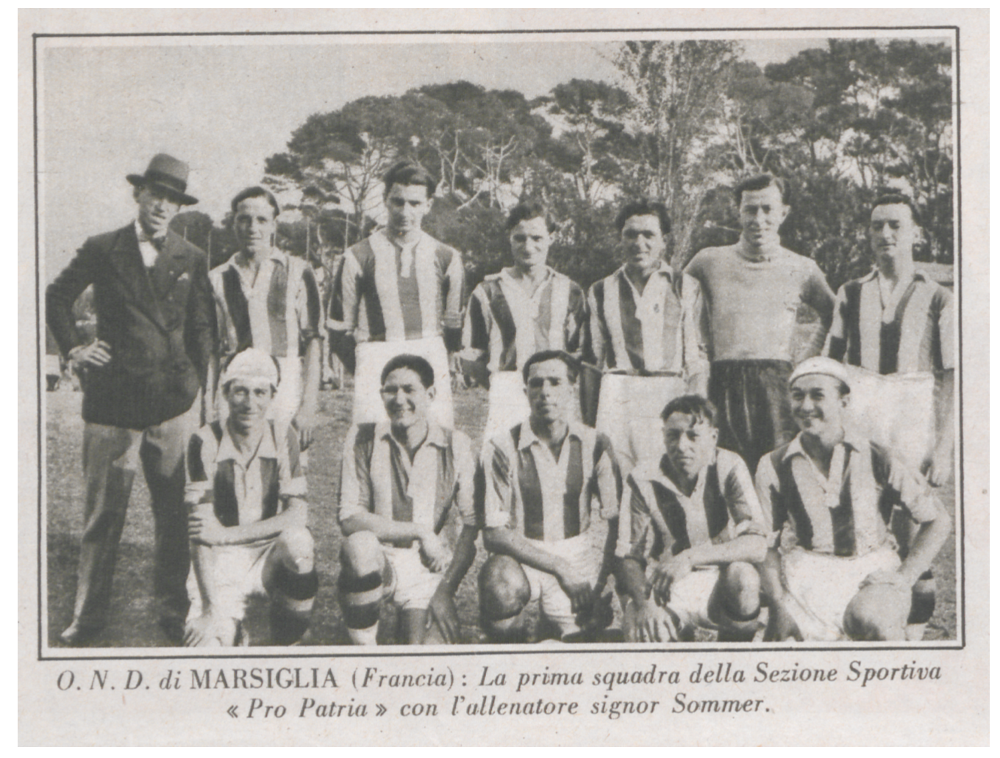 O. N. D. di MARSIGLIA (Francia) : La prima squadra della Sezione Sportiva
« Pro Patria » con l'allenatore signor Sommer.